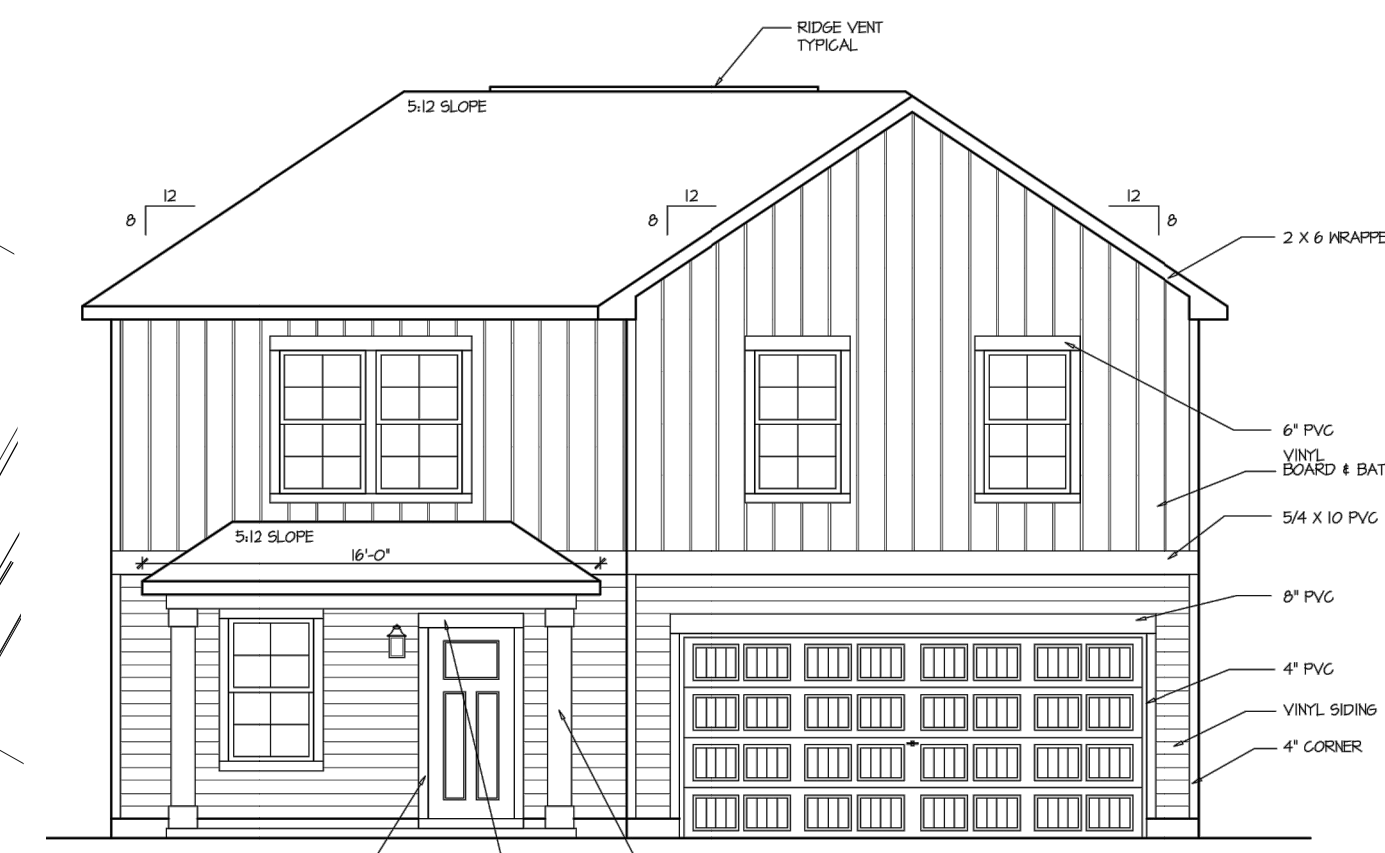 RIDGE VENT
TYPICAL
5:12 SLOPE
12
8
12
8
12
8
2 X 6 WRAPPE
6" PVC
VINYL
BOARD & BAT
5/4 X 10 PVC
5:12 SLOPE
16'-0"
8" PVC
4" PVC
VINYL SIDING
4" CORNER